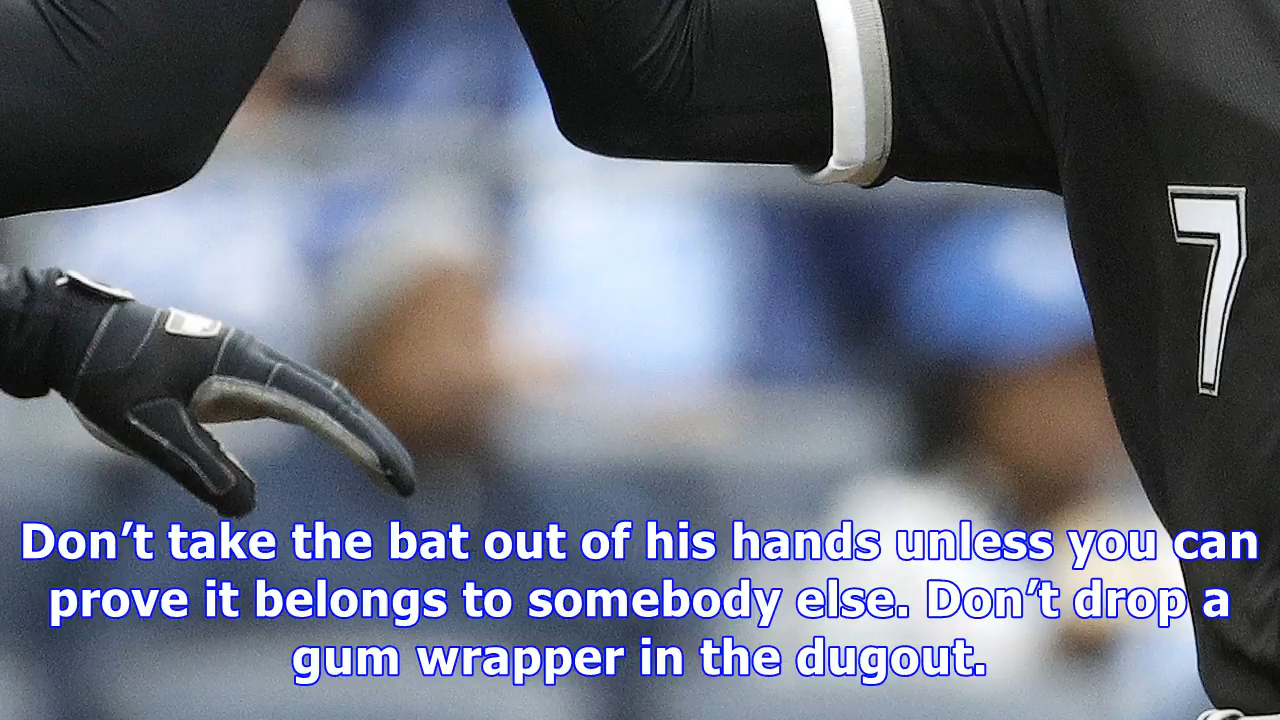 7
Don’t take the bat out of his hands unless you can
prove it belongs to somebody else. Don’t drop a
gum wrapper in the dugout.